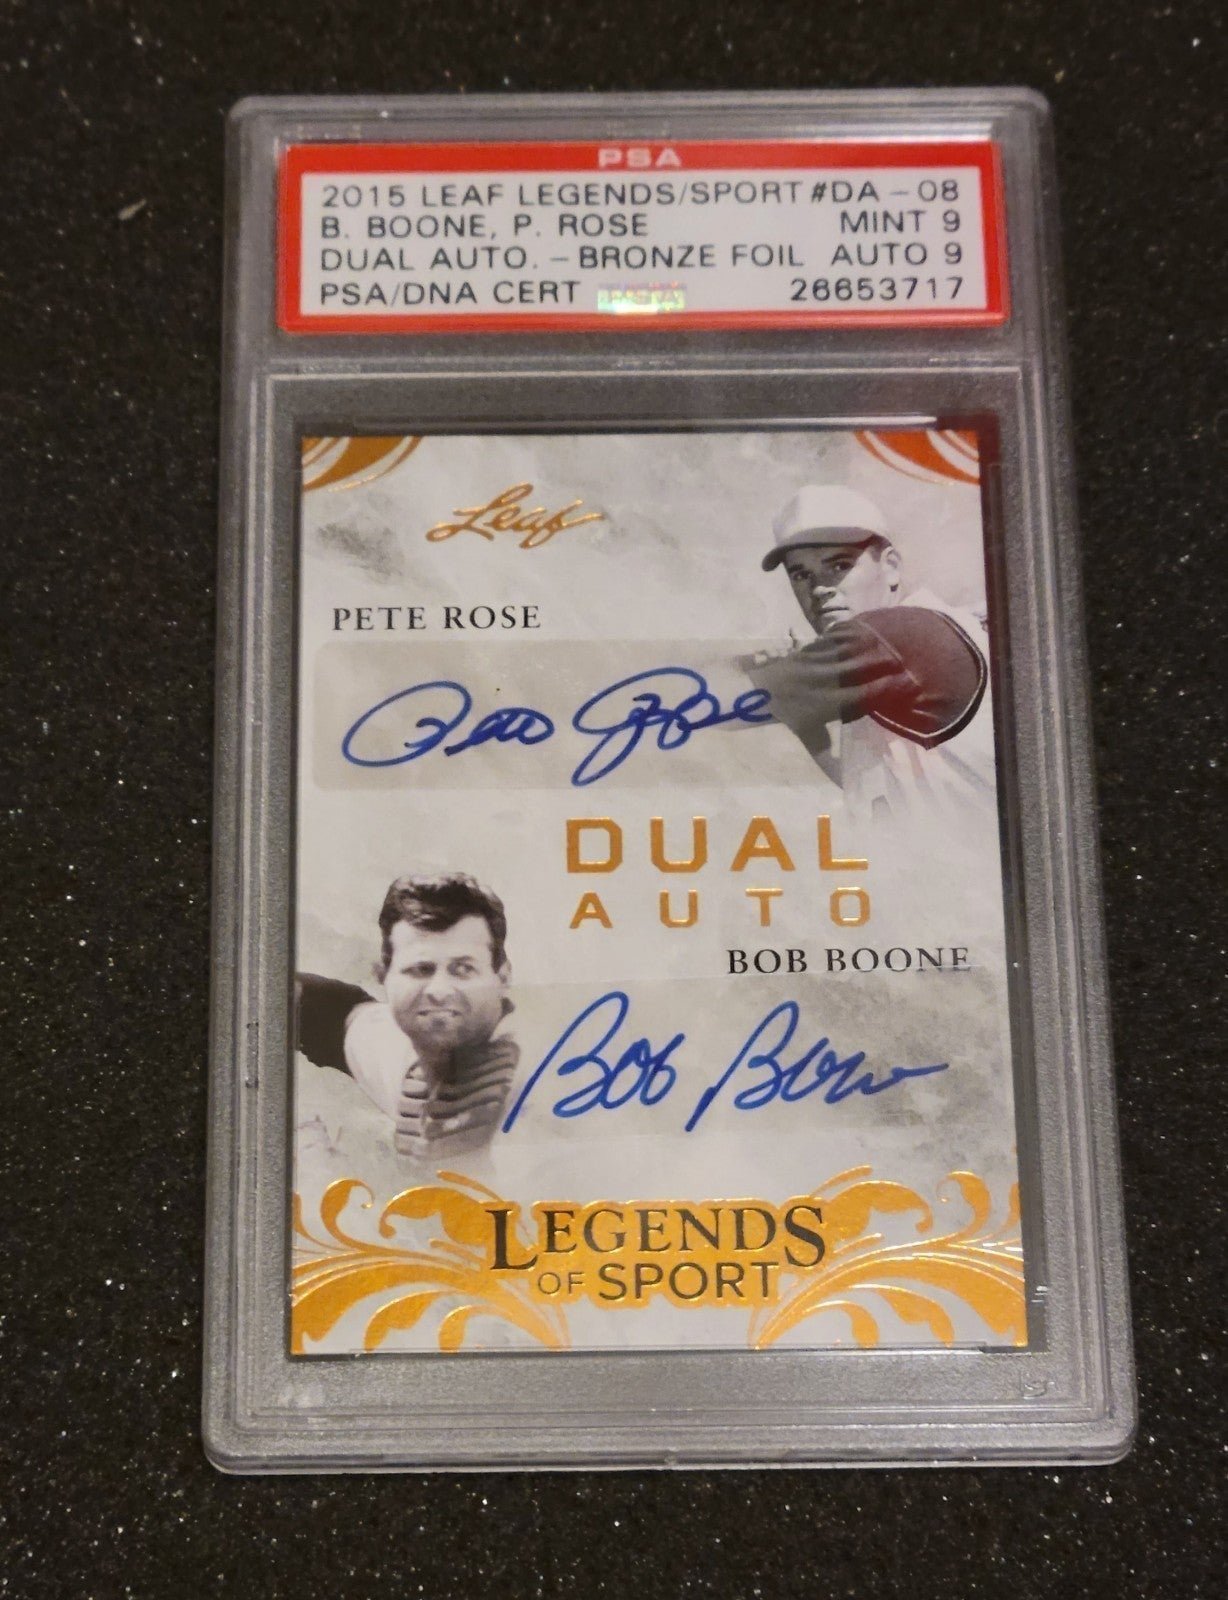 PSA
2015 LEAF LEGENDS/SPORT #DA-08
B. BOONE, P. ROSE MINT 9
DUAL AUTO.-BRONZE FOIL AUTO 9
PSA/DNA CERT PSA 26653717
Leaf
PETE ROSE
Pete Rose
DUAL
AUTO
BOB BOONE
Bob Boone
LEGENDS
OF SPORT